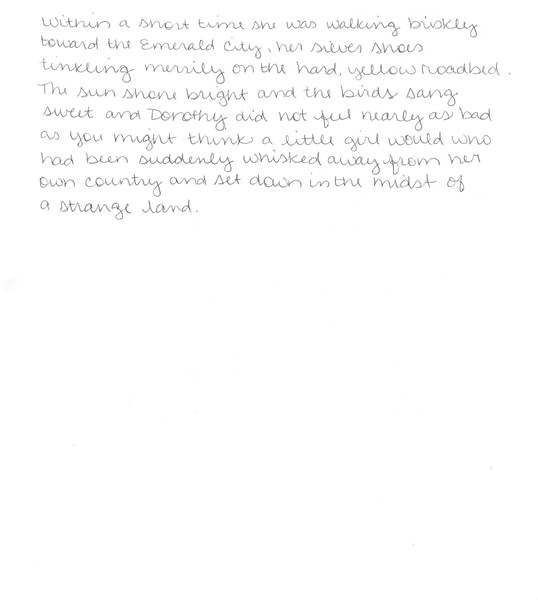 Within a short time she was walking briskly
toward the Emerald City, her silver shoes
tinkling merrily on the hard, yellow roadbed.
The sun shone bright and the birds sang
sweet and Dorothy did not feel nearly as bad
as you might think a little girl would who
had been suddenly whisked away from her
own country and set down in the midst of
a strange land.